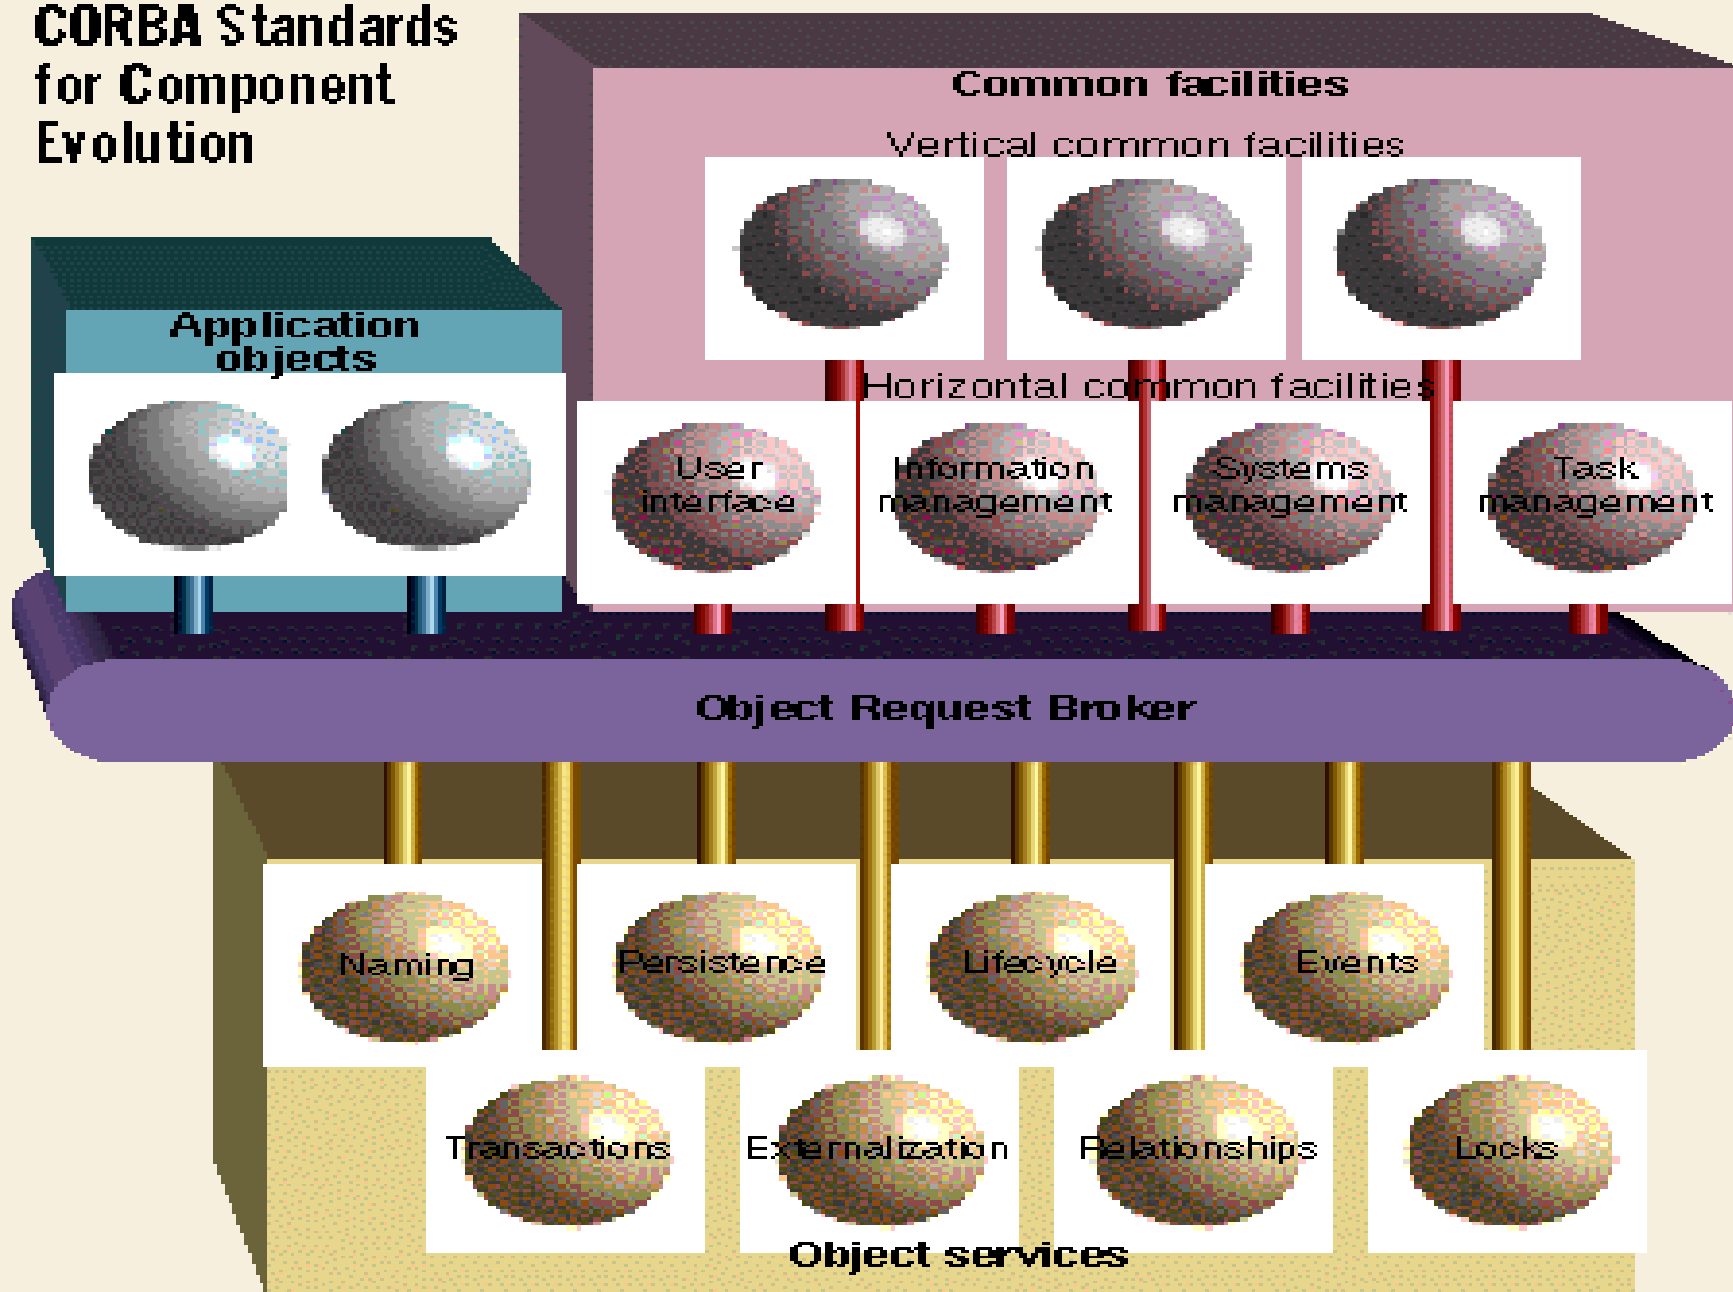 CORBA Standards
for Component
Evolution
Common facilities
Vertical common facilities
Application
objects
Horizontal common facilities
User
interface
Information
management
Systems
management
Task
management
Object Request Broker
Naming
Persistence
Lifecycle
Events
Transactions
Externalization
Relationships
Locks
Object services